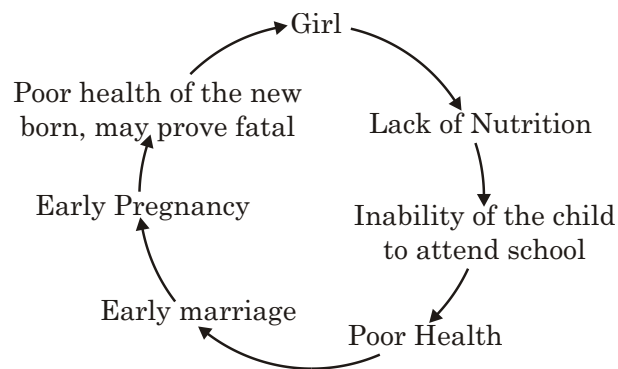 Girl
Lack of Nutrition
Inability of the child
to attend school
Poor Health
Early marriage
Early Pregnancy
Poor health of the new
born, may prove fatal